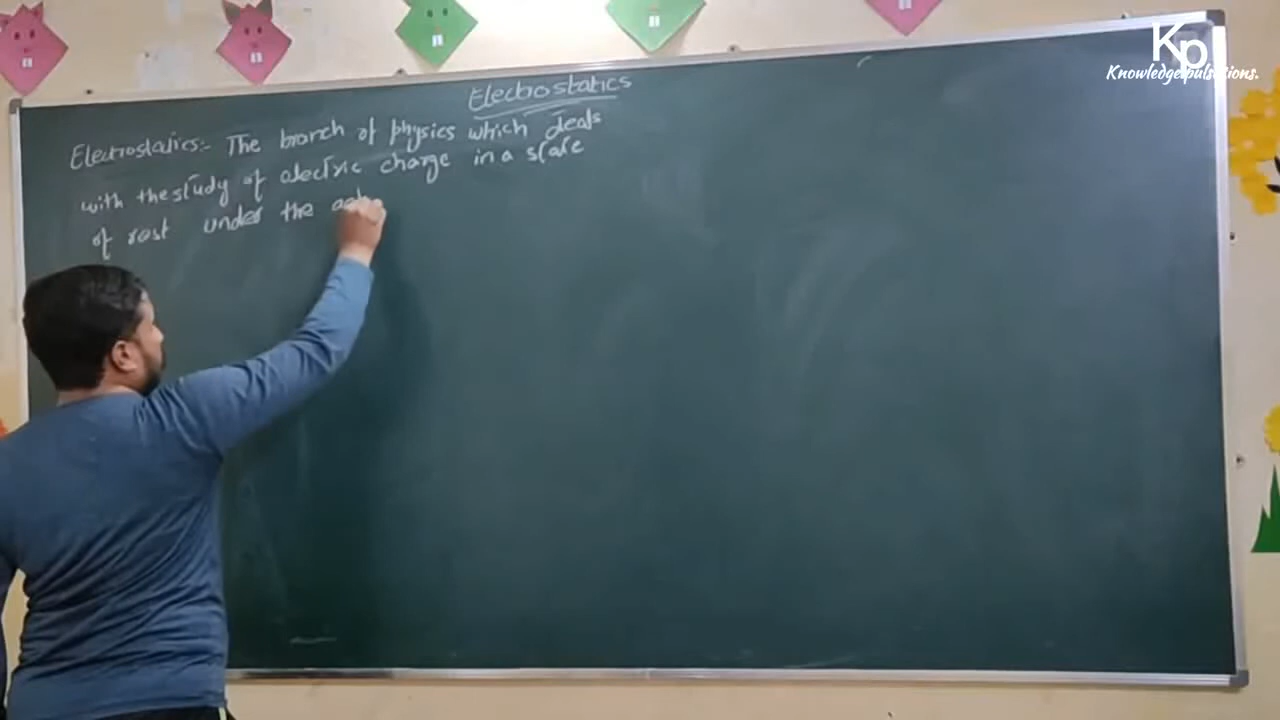 Kp
Knowledgepulsations.
Electrostatics
Electrostatics:- The branch of physics which deals
with the study of electric charge in a state
of rest under the